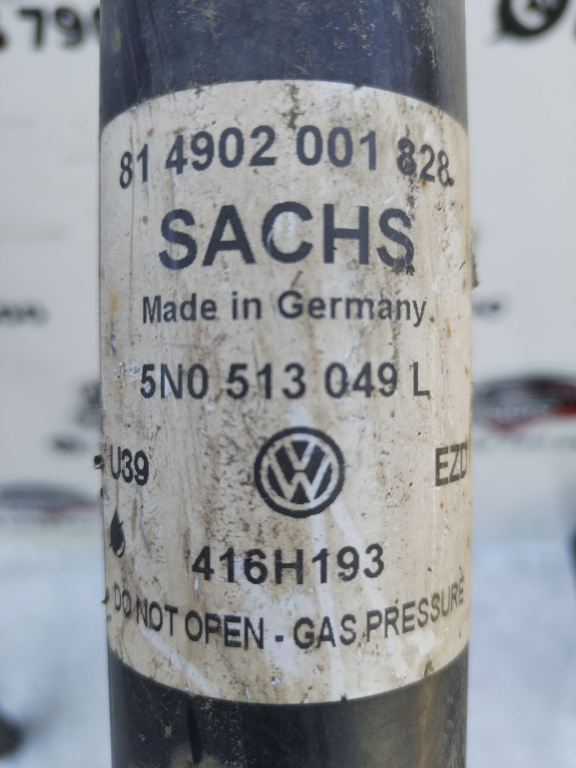 790
81 4902 001 828
SACHS
Made in Germany
5N0 513 049 L
U39
EZD
416H193
DO NOT OPEN - GAS PRESSURE